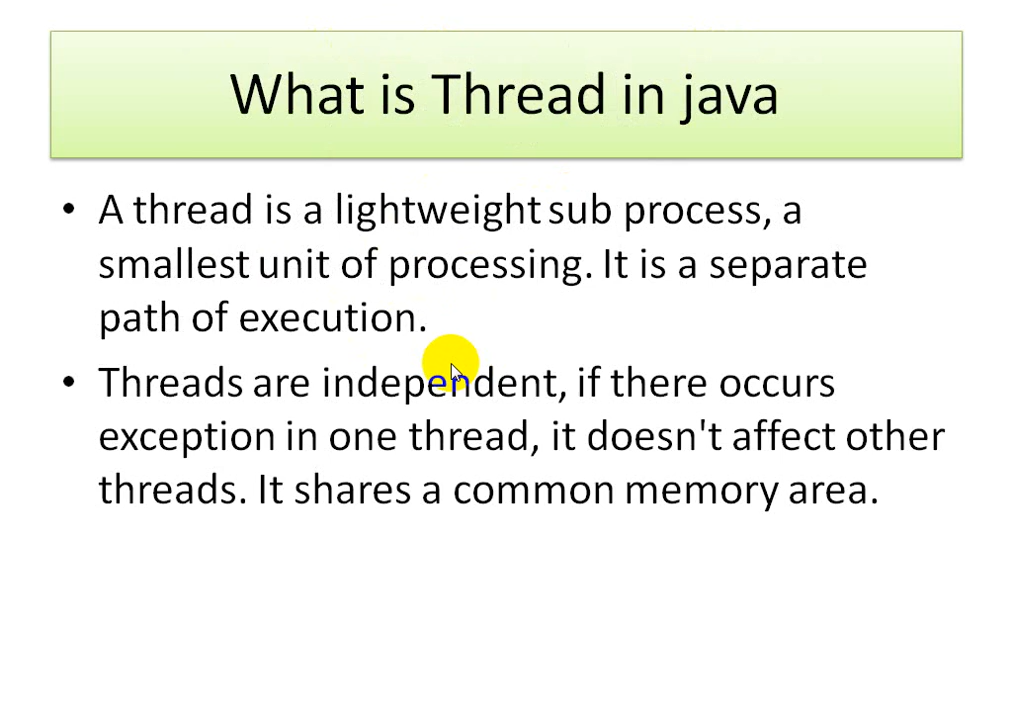 What is Thread in java
• A thread is a lightweight sub process, a
smallest unit of processing. It is a separate
path of execution.
• Threads are independent, if there occurs
exception in one thread, it doesn't affect other
threads. It shares a common memory area.